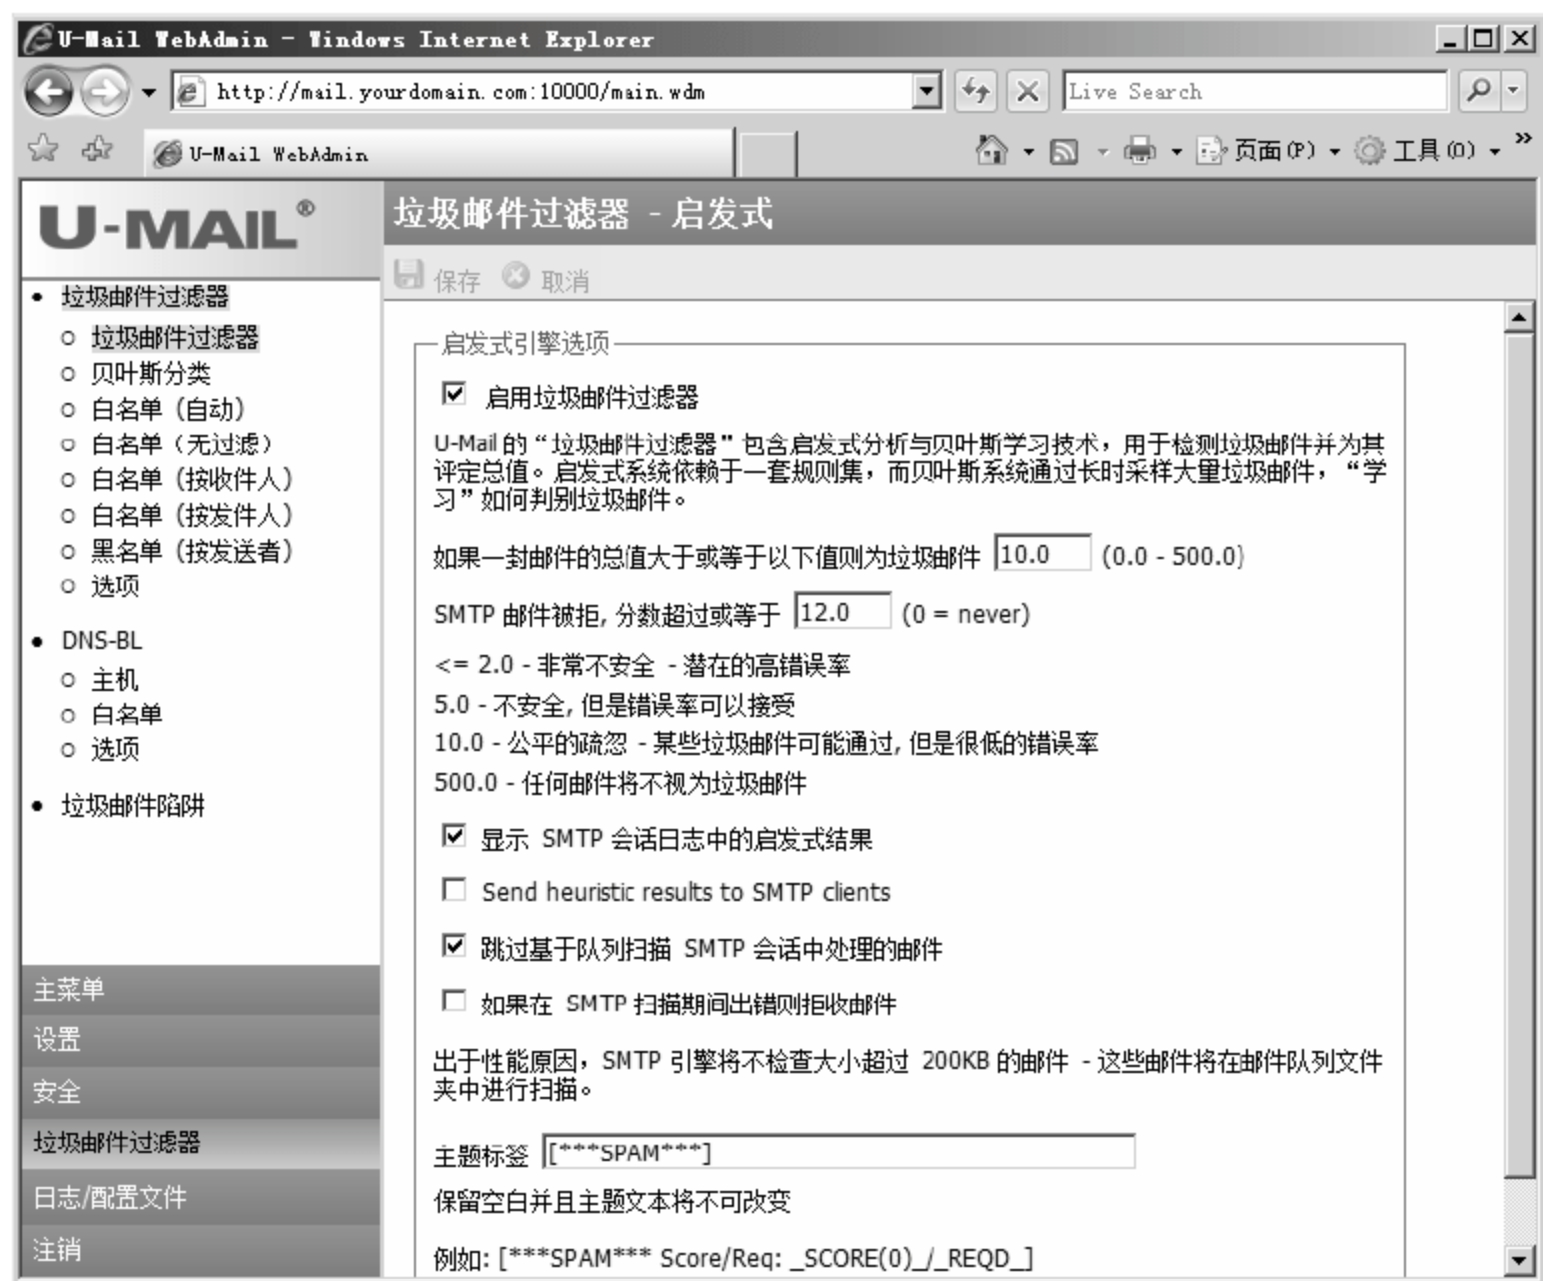 U-Mail WebAdmin - Windows Internet Explorer
http://mail.yourdomain.com:10000/main.wdm
Live Search
U-Mail WebAdmin
页面(P)
工具(O)
»
U-MAIL®
垃圾邮件过滤器 - 启发式
保存 取消
• 垃圾邮件过滤器
○ 垃圾邮件过滤器
○ 贝叶斯分类
○ 白名单（自动）
○ 白名单（无过滤）
○ 白名单（按收件人）
○ 白名单（按发件人）
○ 黑名单（按发送者）
○ 选项
• DNS-BL
○ 主机
○ 白名单
○ 选项
• 垃圾邮件陷阱
主菜单
设置
安全
垃圾邮件过滤器
日志/配置文件
注销
启发式引擎选项
启用垃圾邮件过滤器
U-Mail 的“垃圾邮件过滤器”包含启发式分析与贝叶斯学习技术，用于检测垃圾邮件并为其
评定总值。启发式系统依赖于一套规则集，而贝叶斯系统通过长时采样大量垃圾邮件，“学
习”如何判别垃圾邮件。
如果一封邮件的总值大于或等于以下值则为垃圾邮件 10.0 (0.0 - 500.0)
SMTP 邮件被拒, 分数超过或等于 12.0 (0 = never)
<= 2.0 - 非常不安全 - 潜在的高错误率
5.0 - 不安全, 但是错误率可以接受
10.0 - 公平的疏忽 - 某些垃圾邮件可能通过, 但是很低的错误率
500.0 - 任何邮件将不视为垃圾邮件
显示 SMTP 会话日志中的启发式结果
Send heuristic results to SMTP clients
跳过基于队列扫描 SMTP 会话中处理的邮件
如果在 SMTP 扫描期间出错则拒收邮件
出于性能原因，SMTP 引擎将不检查大小超过 200KB 的邮件 - 这些邮件将在邮件队列文件
夹中进行扫描。
主题标签 [***SPAM***]
保留空白并且主题文本将不可改变
例如: [***SPAM*** Score/Req: _SCORE(0)_/_REQD_]